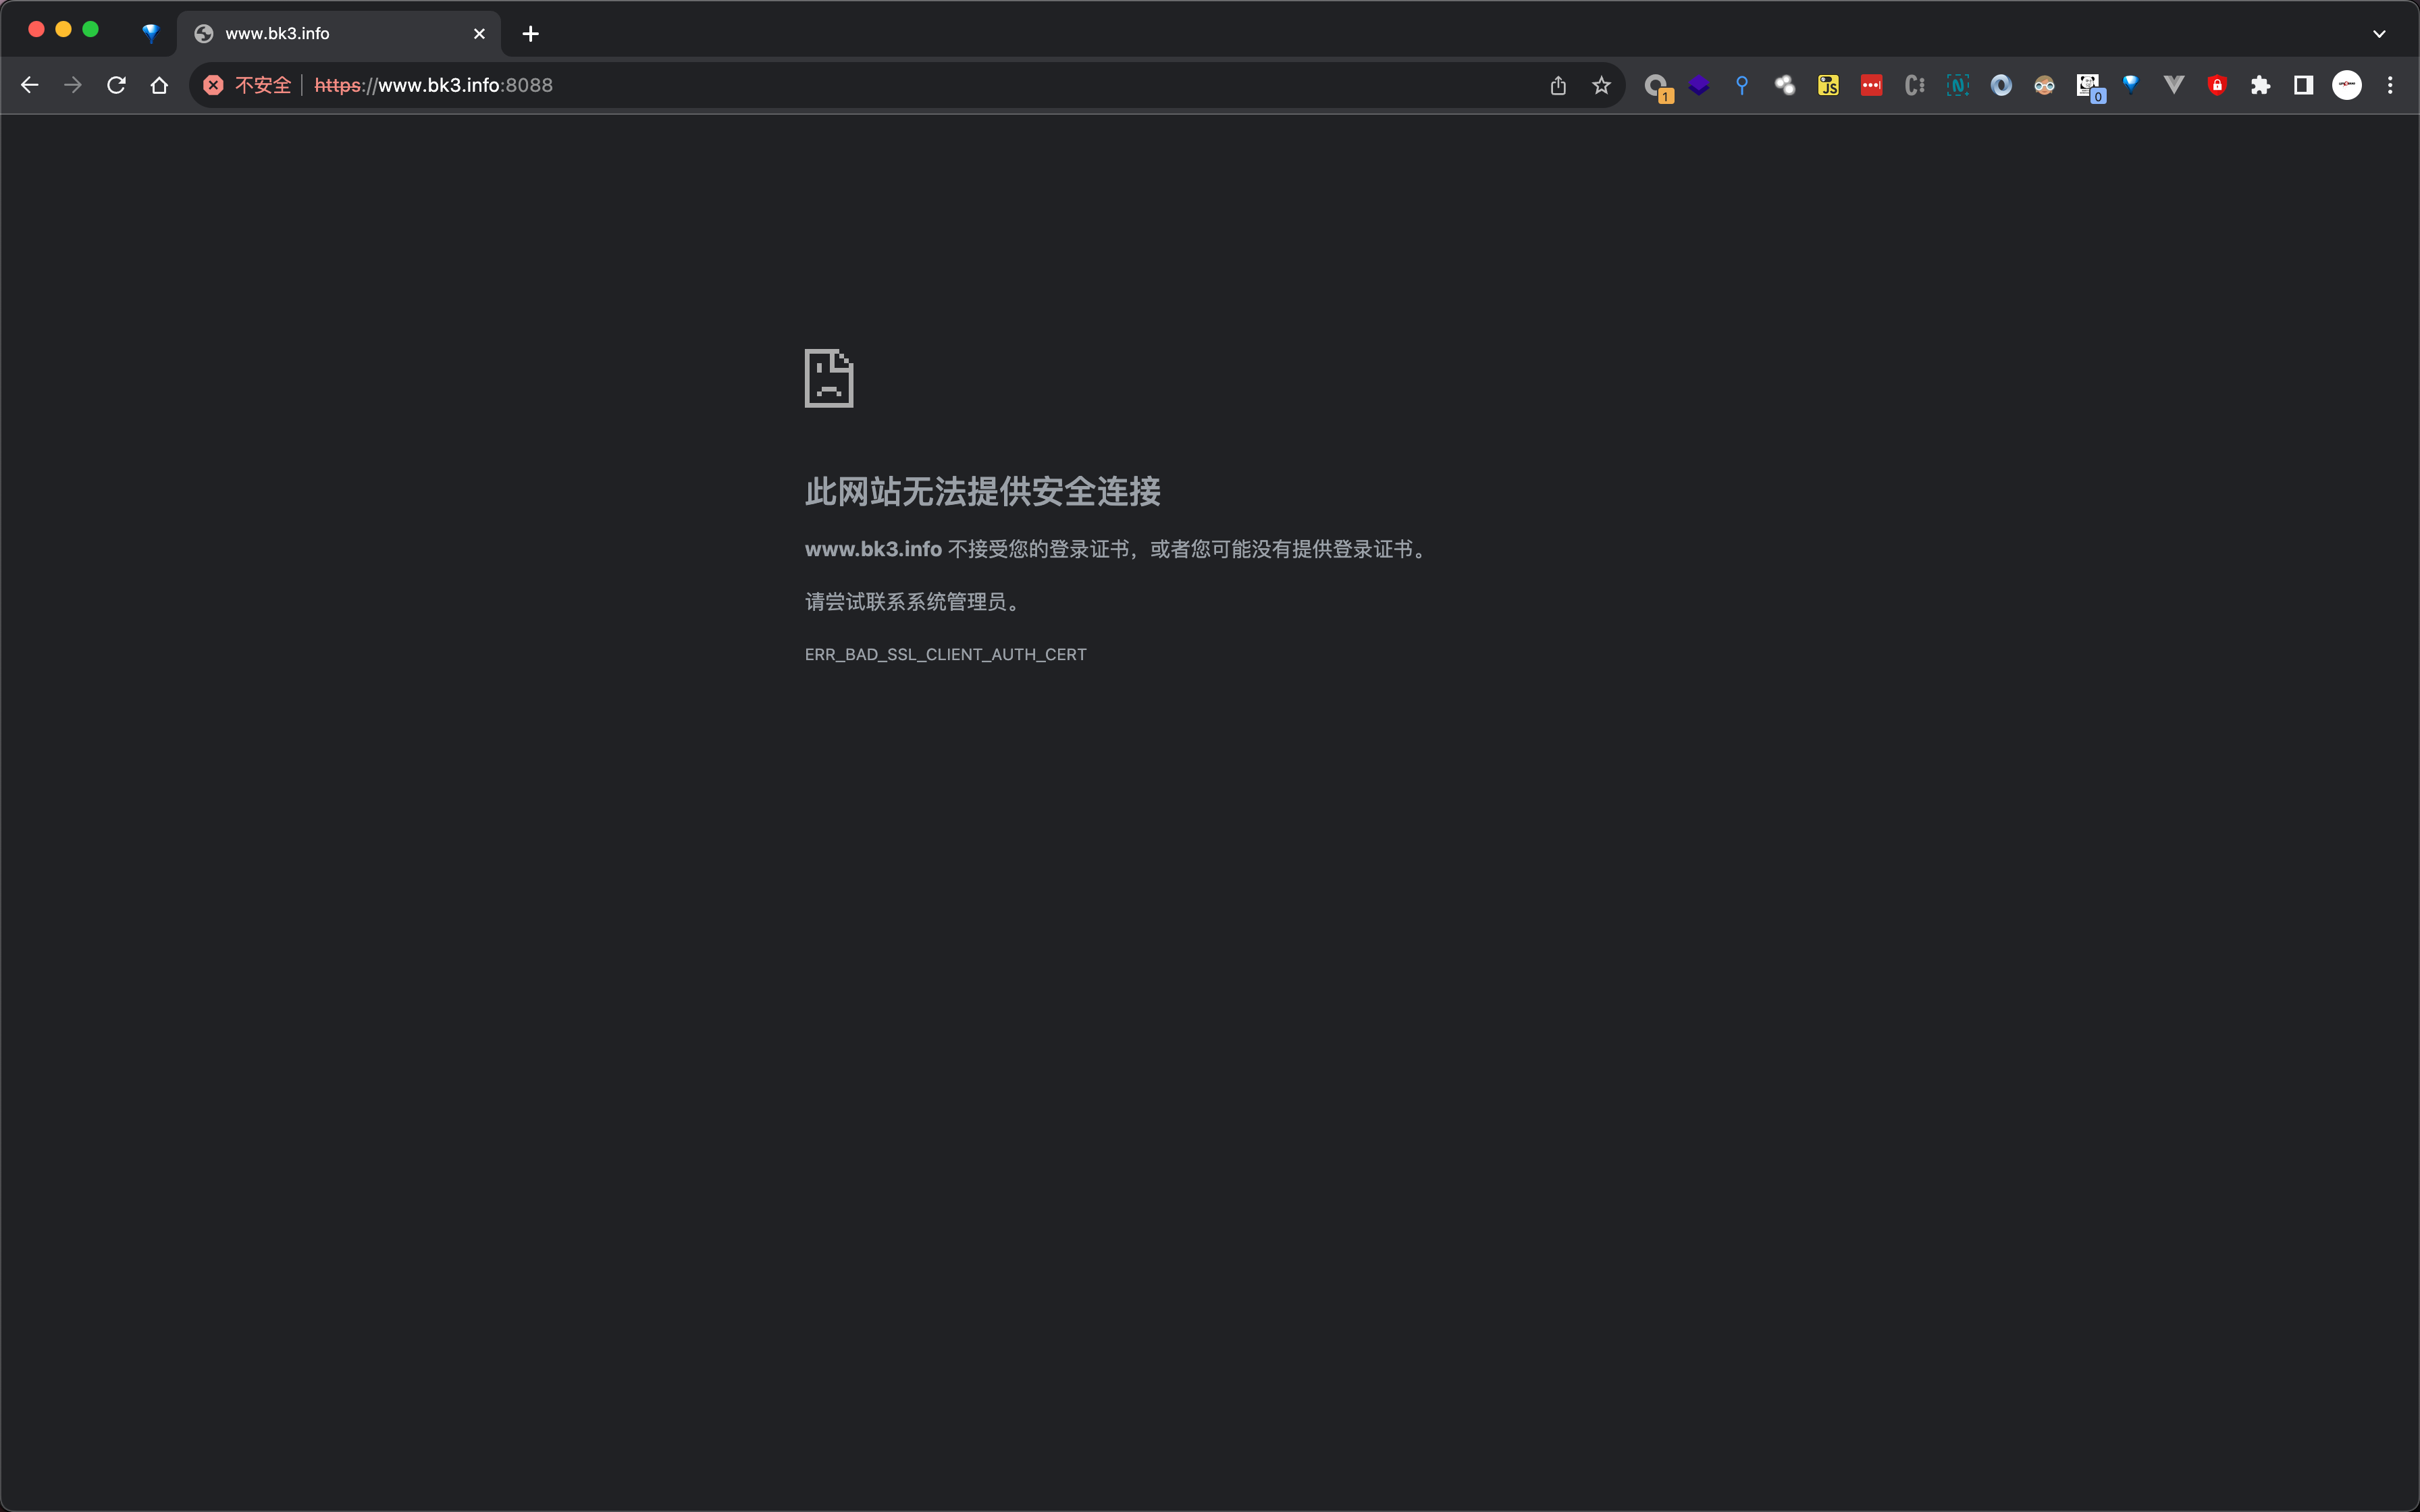 www.bk3.info
不安全
https://www.bk3.info:8088
1
JS
N
0
此网站无法提供安全连接
www.bk3.info 不接受您的登录证书，或者您可能没有提供登录证书。
请尝试联系系统管理员。
ERR_BAD_SSL_CLIENT_AUTH_CERT